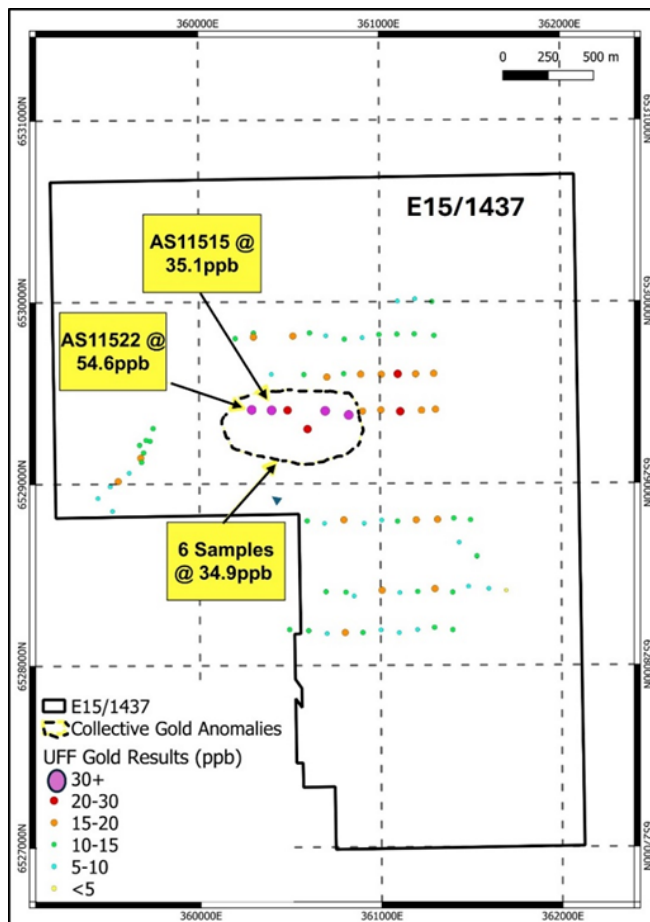 360000E
361000E
362000E
0 250 500 m
6531000N
6531000N
E15/1437
AS11515 @
35.1ppb
6530000N
6530000N
AS11522 @
54.6ppb
6529000N
6529000N
6 Samples
@ 34.9ppb
6528000N
6528000N
E15/1437
Collective Gold Anomalies
UFF Gold Results (ppb)
30+
20-30
15-20
10-15
5-10
<5
6527000N
6527000N
360000E
361000E
362000E